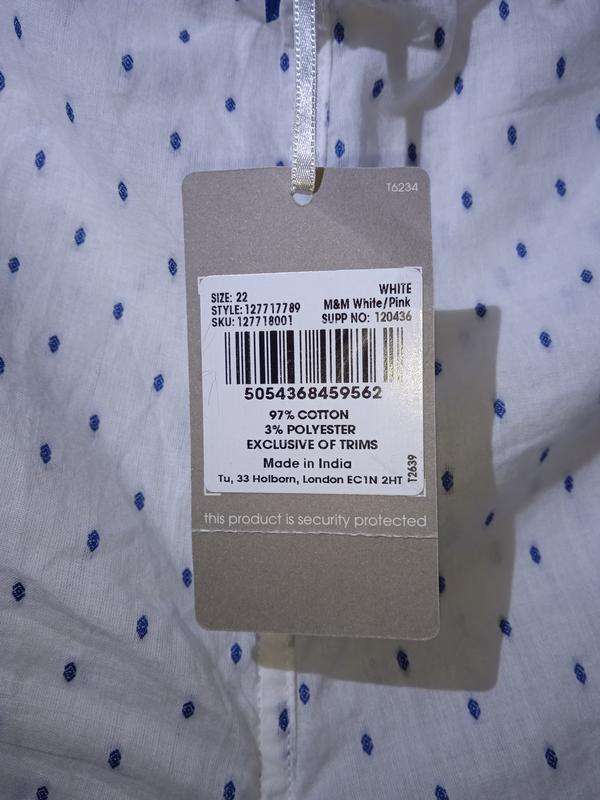 T6234
SIZE: 22
WHITE
STYLE: 127717789
M&M White/Pink
SKU: 127718001
SUPP NO: 120436
5054368459562
97% COTTON
3% POLYESTER
EXCLUSIVE OF TRIMS
Made in India
Tu, 33 Holborn, London EC1N 2HT
T2639
this product is security protected